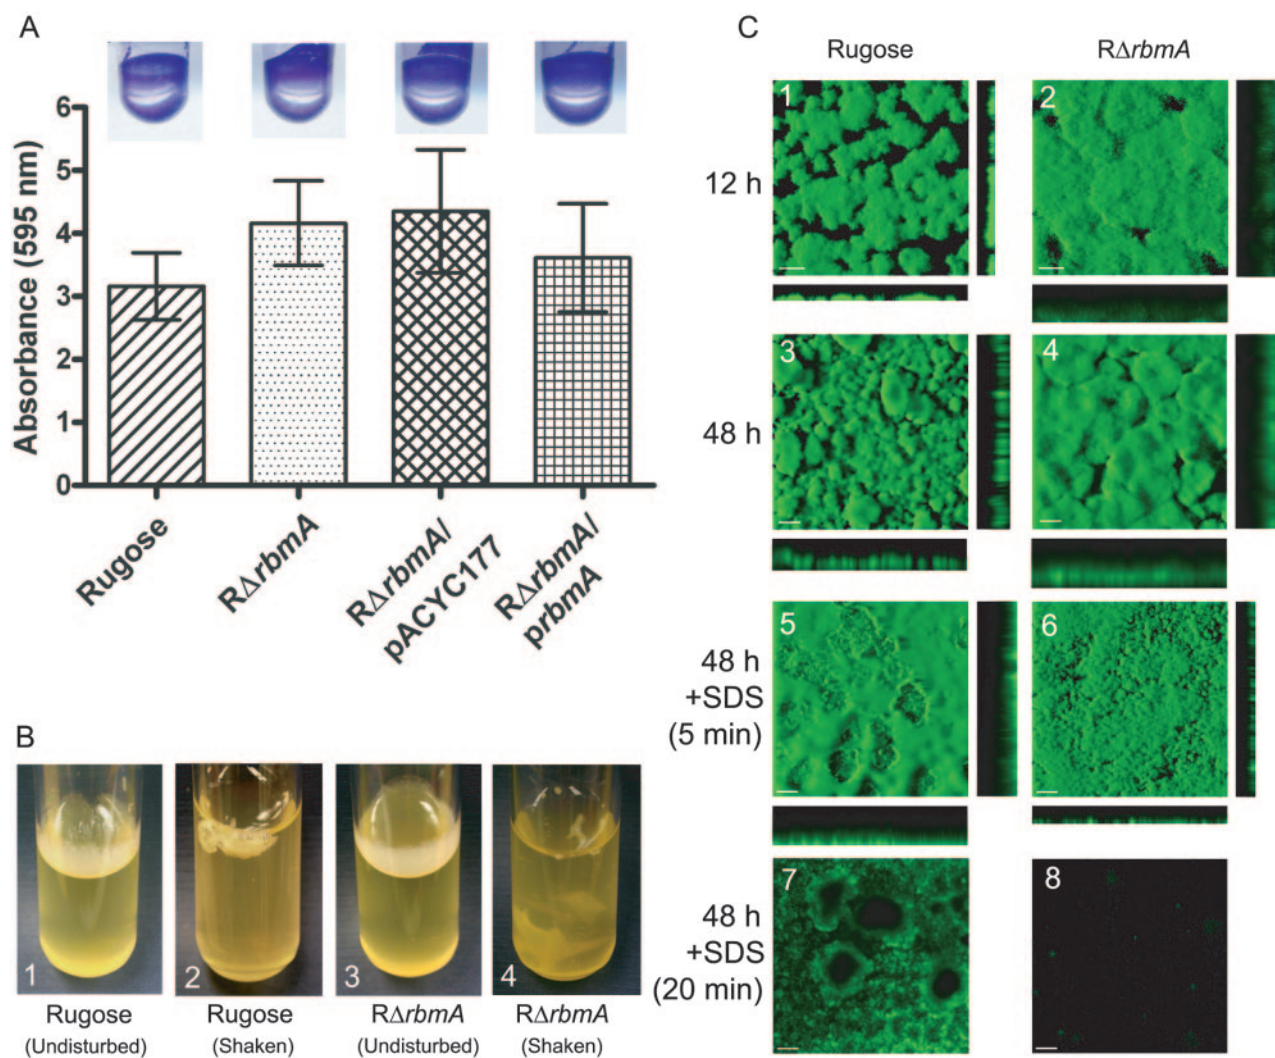 A
Absorbance (595 nm)
6
5
4
3
2
1
0
Rugose
RΔrbmA
RΔrbmA/
pACYC177
RΔrbmA/
prbmA
B
1
2
3
4
Rugose
(Undisturbed)
Rugose
(Shaken)
RΔrbmA
(Undisturbed)
RΔrbmA
(Shaken)
C
Rugose
RΔrbmA
12 h
1
2
48 h
3
4
48 h
+SDS
(5 min)
5
6
48 h
+SDS
(20 min)
7
8